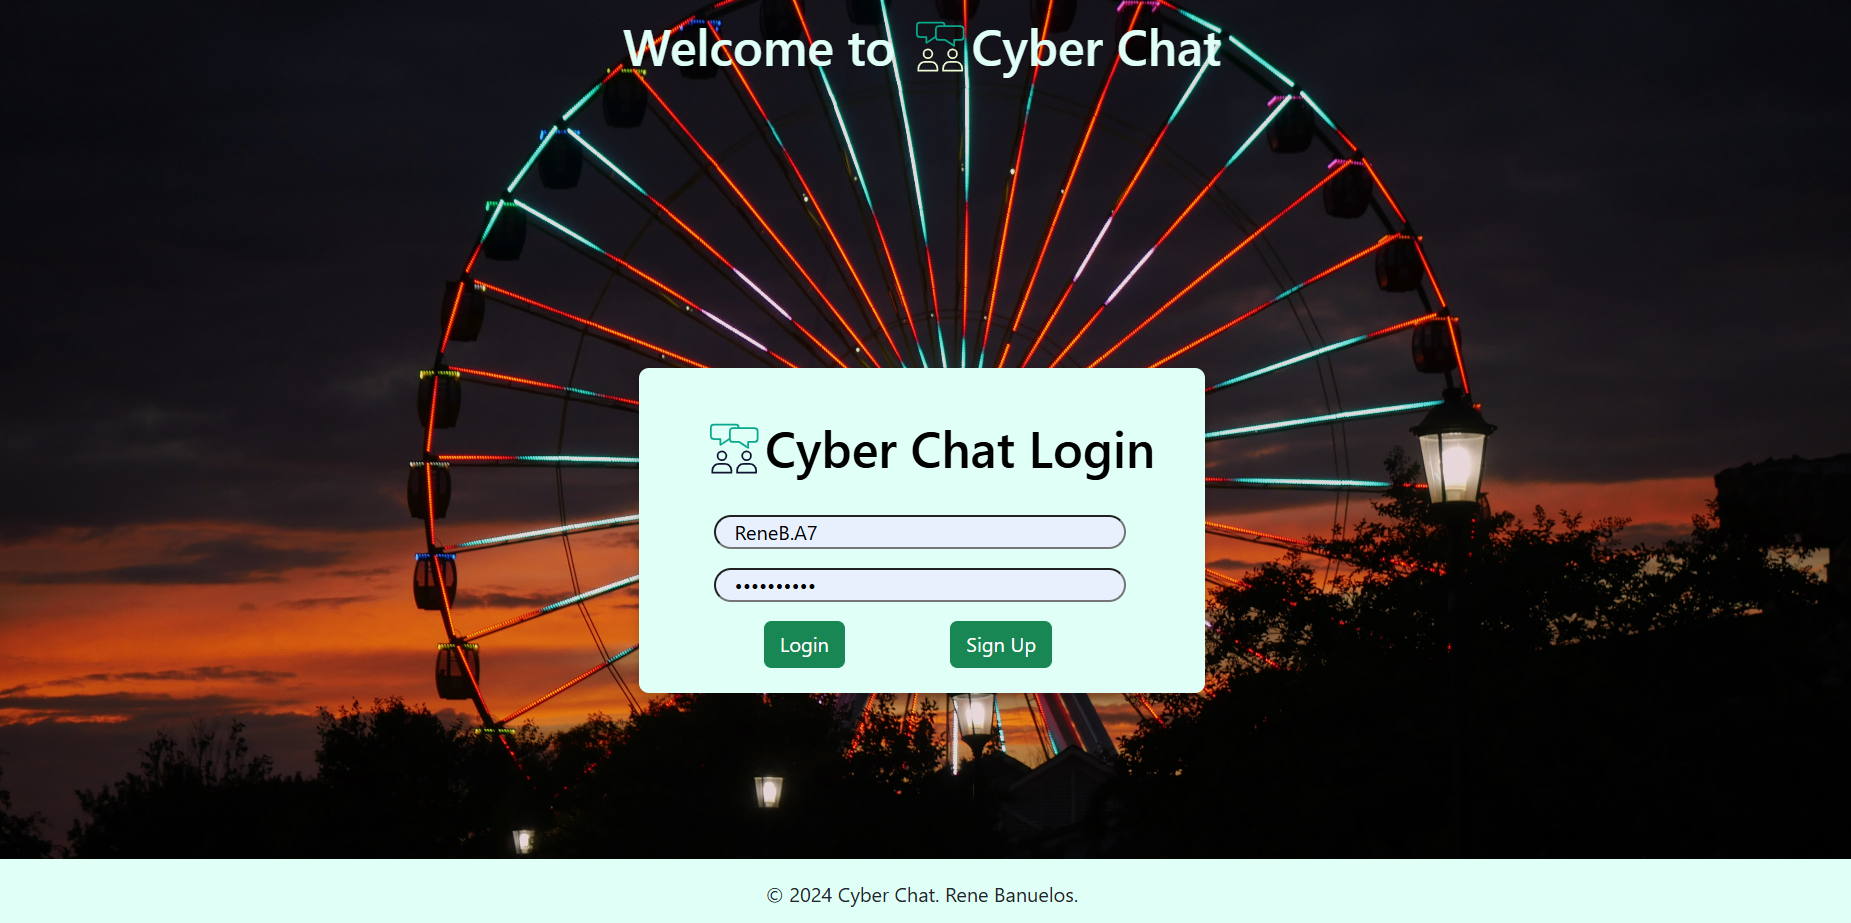 Welcome to Cyber Chat
Cyber Chat Login
ReneB.A7
••••••••••
Login Sign Up
© 2024 Cyber Chat. Rene Banuelos.